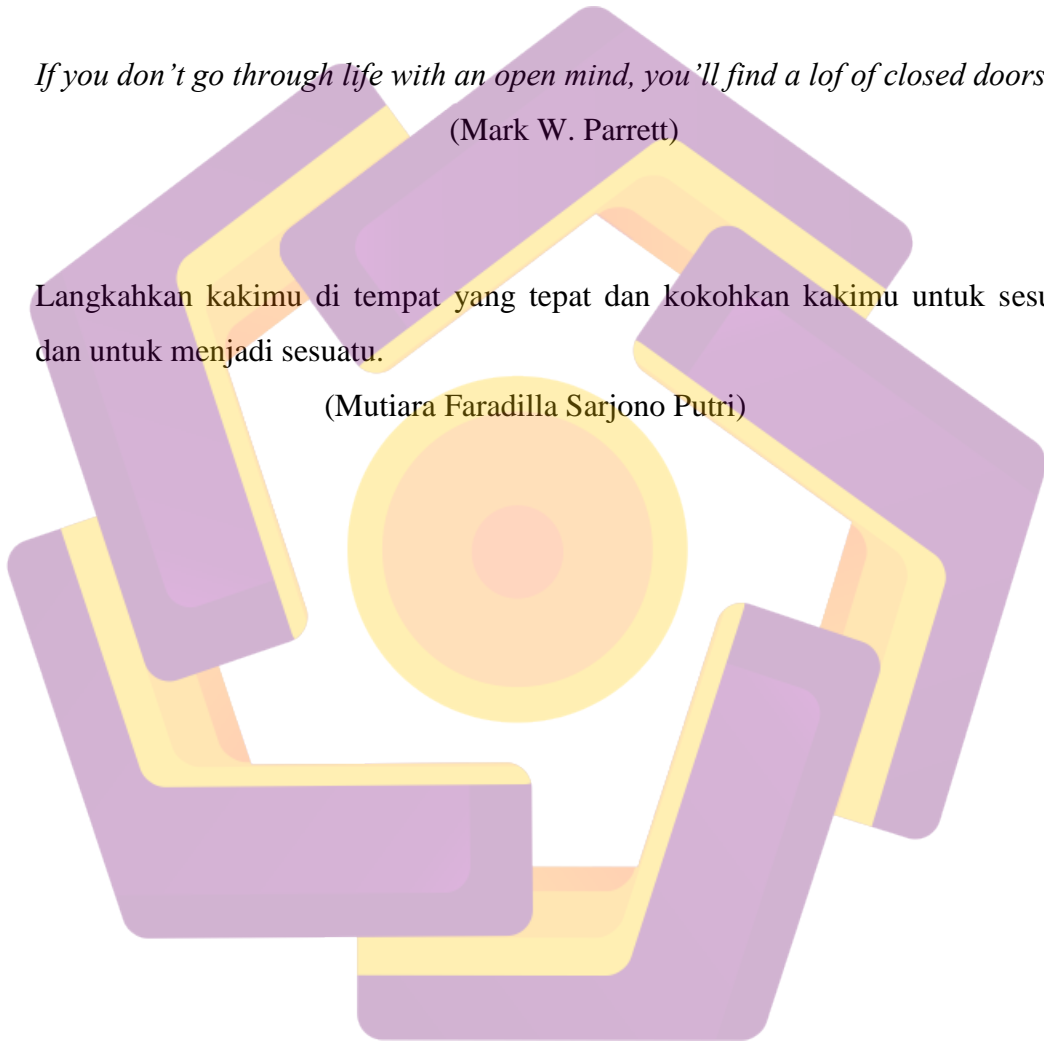 If you don’t go through life with an open mind, you’ll find a lof of closed doors
(Mark W. Parrett)
Langkahkan kakimu di tempat yang tepat dan kokohkan kakimu untuk sesu
dan untuk menjadi sesuatu.
(Mutiara Faradilla Sarjono Putri)